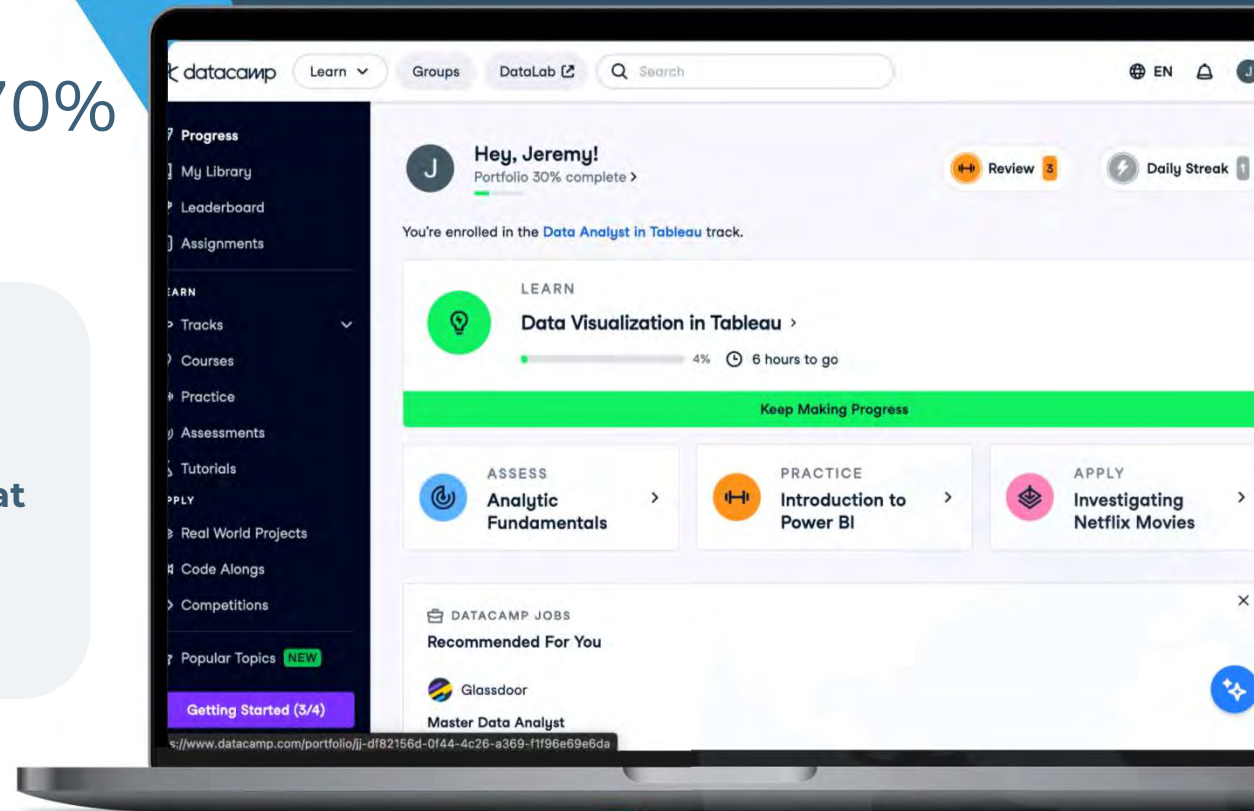 70%
at
datacamp
Learn
Groups
DataLab
Search
EN
J
Progress
My Library
Leaderboard
Assignments
EARN
Tracks
Courses
Practice
Assessments
Tutorials
PPLY
Real World Projects
Code Alongs
Competitions
Popular Topics NEW
Getting Started (3/4)
s://www.datacamp.com/portfolio/jj-df82156d-0f44-4c26-a369-f1f96e69e6da
J
Hey, Jeremy!
Portfolio 30% complete >
Review 3
Daily Streak 1
You're enrolled in the Data Analyst in Tableau track.
LEARN
Data Visualization in Tableau >
4% 6 hours to go
Keep Making Progress
ASSESS
Analytic
Fundamentals
PRACTICE
Introduction to
Power BI
APPLY
Investigating
Netflix Movies
DATACAMP JOBS
Recommended For You
Glassdoor
Master Data Analyst